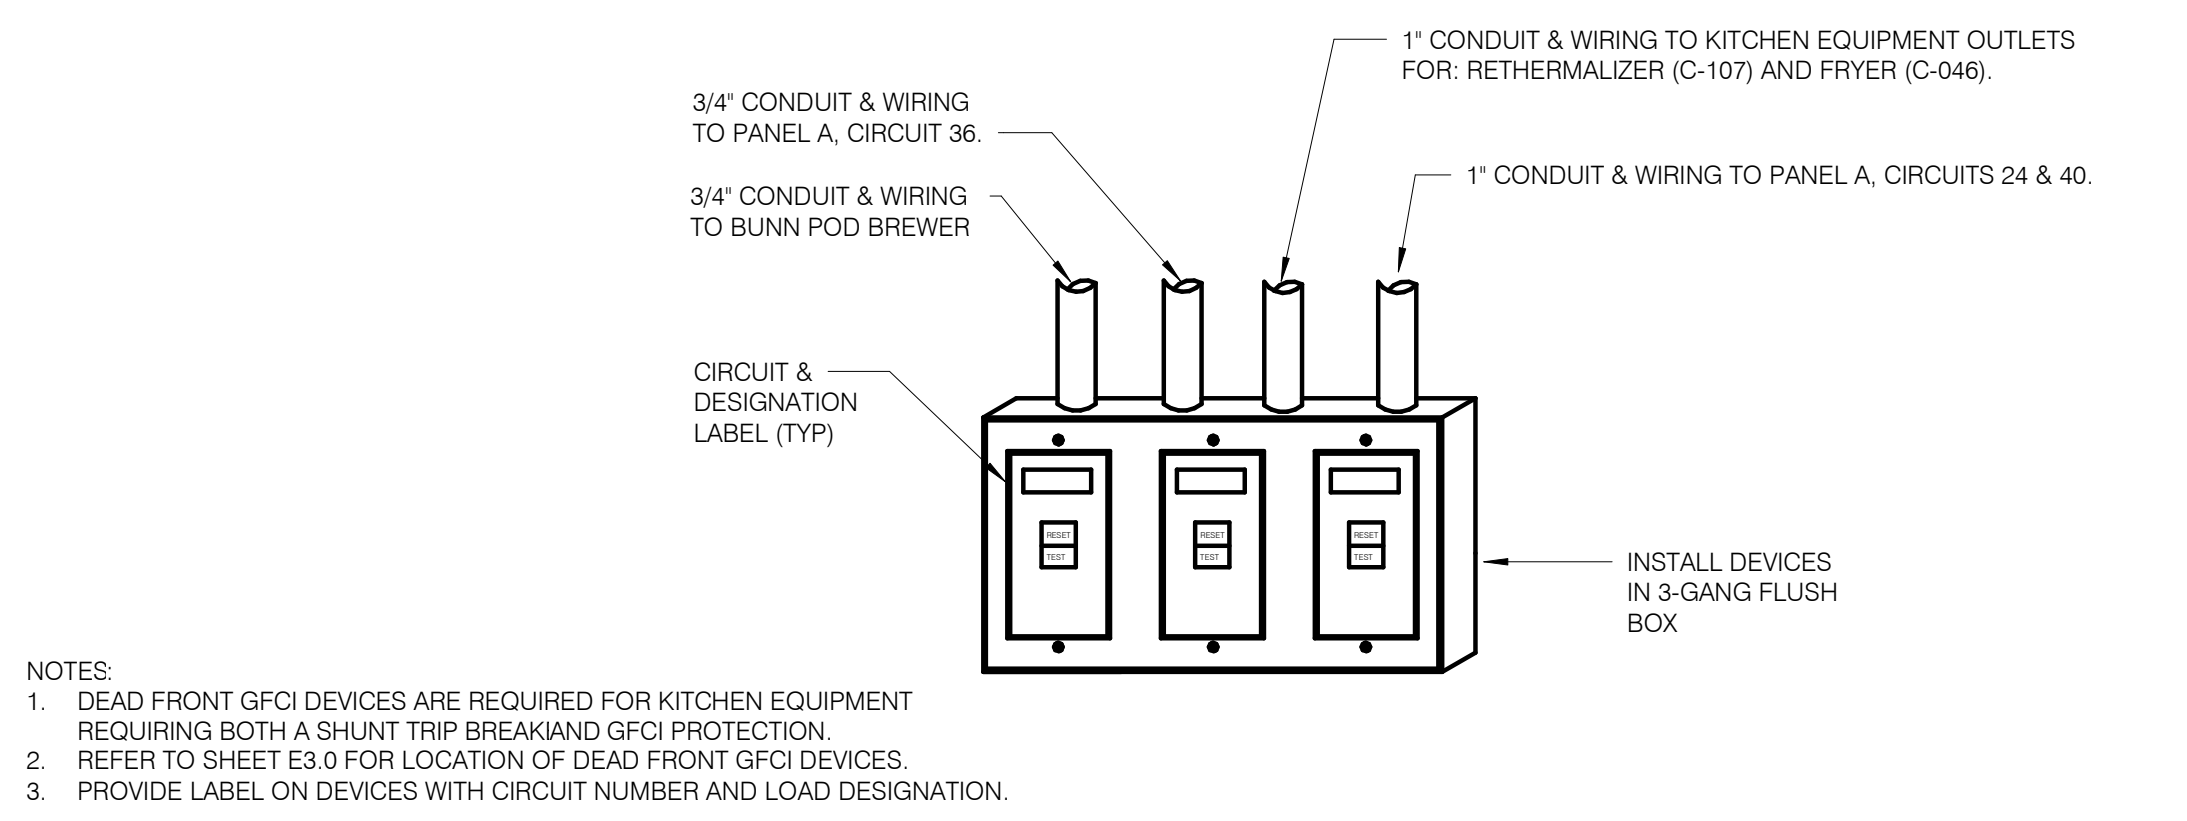 1" CONDUIT & WIRING TO KITCHEN EQUIPMENT OUTLETS
FOR: RETHERMALIZER (C-107) AND FRYER (C-046).
3/4" CONDUIT & WIRING
TO PANEL A, CIRCUIT 36.
1" CONDUIT & WIRING TO PANEL A, CIRCUITS 24 & 40.
3/4" CONDUIT & WIRING
TO BUNN POD BREWER
CIRCUIT &
DESIGNATION
LABEL (TYP)
RESET
TEST
RESET
TEST
RESET
TEST
INSTALL DEVICES
IN 3-GANG FLUSH
BOX
NOTES:
1. DEAD FRONT GFCI DEVICES ARE REQUIRED FOR KITCHEN EQUIPMENT
REQUIRING BOTH A SHUNT TRIP BREAK AND GFCI PROTECTION.
2. REFER TO SHEET E3.0 FOR LOCATION OF DEAD FRONT GFCI DEVICES.
3. PROVIDE LABEL ON DEVICES WITH CIRCUIT NUMBER AND LOAD DESIGNATION.